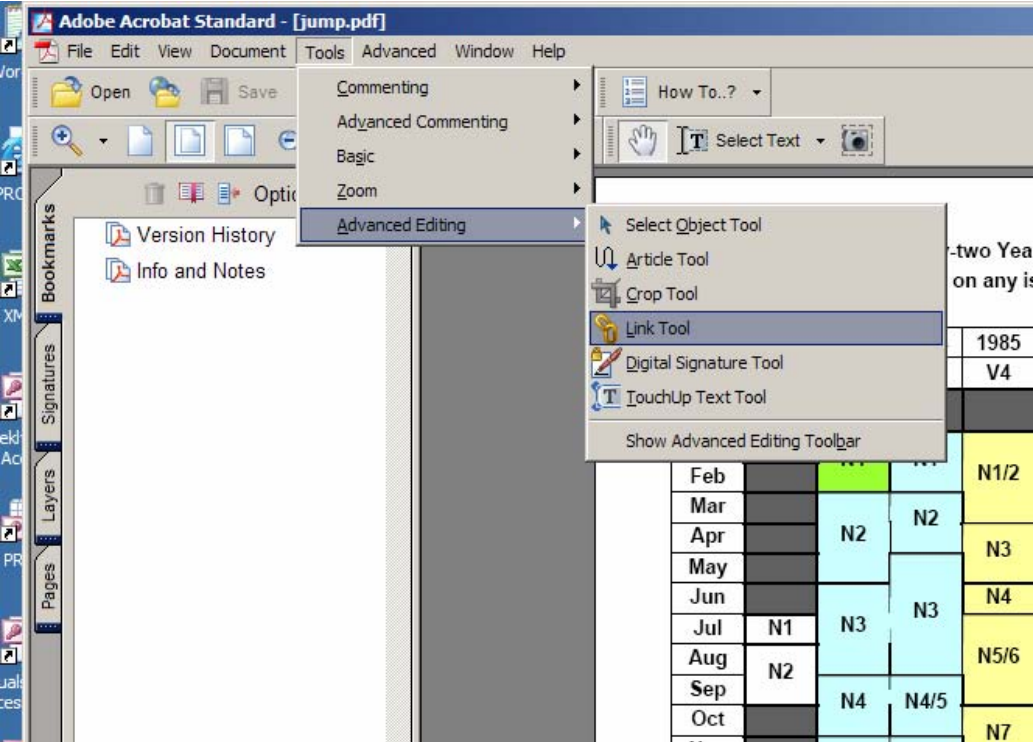 Adobe Acrobat Standard - [jump.pdf]
File Edit View Document Tools Advanced Window Help
Open Save How To..?
Select Text
Commenting
Advanced Commenting
Basic
Zoom
Advanced Editing
Select Object Tool
Article Tool
Crop Tool
Link Tool
Digital Signature Tool
TouchUp Text Tool
Show Advanced Editing Toolbar
Bookmarks
Signatures
Layers
Pages
Version History
Info and Notes
-two Yea
on any is
1985
V4
Feb N1/2
Mar N2
Apr N2 N3
May
Jun N3 N4
Jul N1 N3
Aug N2 N5/6
Sep N4 N4/5
Oct N7